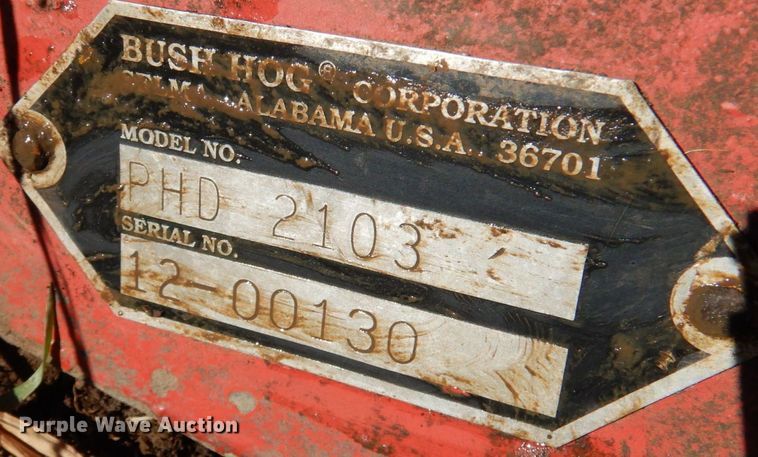 BUSH HOG® CORPORATION
SELMA, ALABAMA U.S.A. 36701
MODEL NO.
PHD 2103
SERIAL NO.
12-00130
Purple Wave Auction®